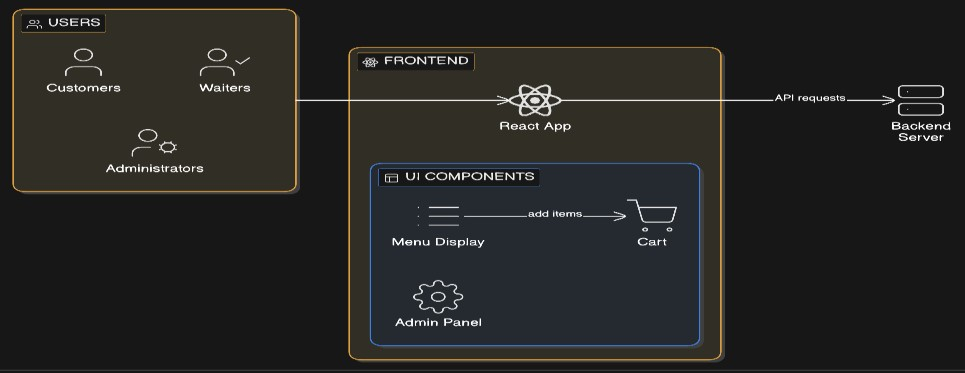 USERS
Customers
Waiters
Administrators
FRONTEND
React App
API requests
Backend
Server
UI COMPONENTS
Menu Display
add items
Cart
Admin Panel